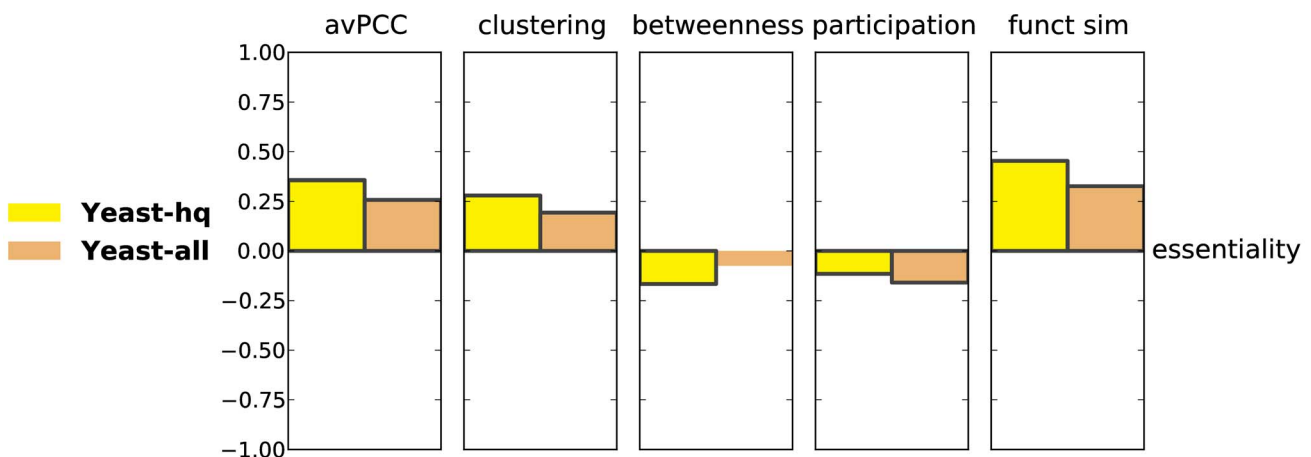 avPCC clustering betweenness participation funct sim
1.00
0.75
0.50
0.25
0.00
−0.25
−0.50
−0.75
−1.00
Yeast-hq
Yeast-all
essentiality